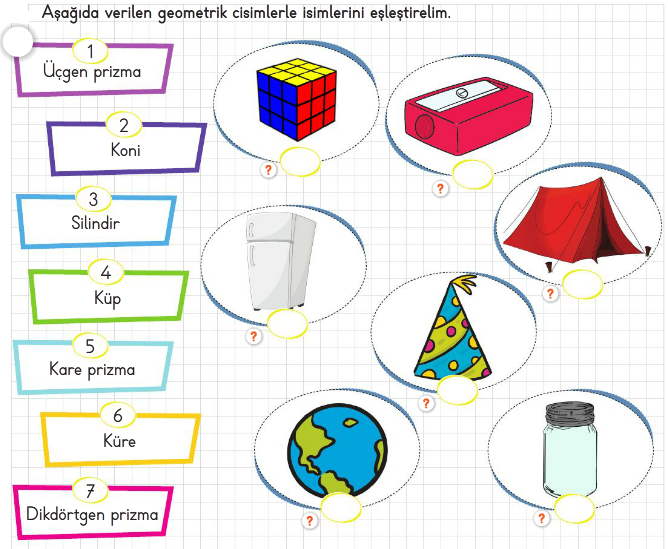 Aşağıda verilen geometrik cisimlerle isimlerini eşleştirelim.
1
Üçgen prizma
2
Koni
3
Silindir
4
Küp
5
Kare prizma
6
Küre
7
Dikdörtgen prizma
?
?
?
?
?
?
?